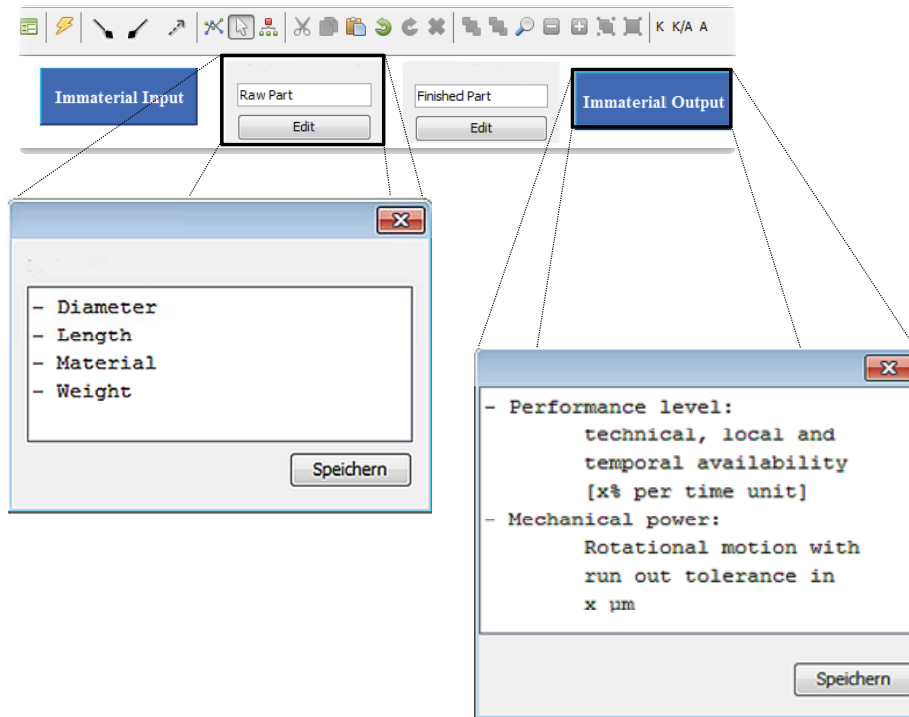 K K/A A
Immaterial Input
Raw Part
Edit
Finished Part
Edit
Immaterial Output
- Diameter
- Length
- Material
- Weight
Speichern
- Performance level:
technical, local and
temporal availability
[x% per time unit]
- Mechanical power:
Rotational motion with
run out tolerance in
x µm
Speichern